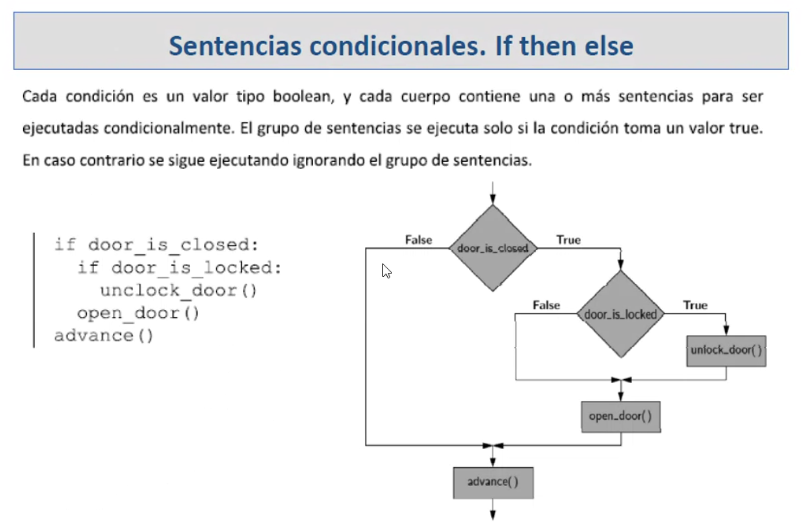 Sentencias condicionales. If then else
Cada condición es un valor tipo boolean, y cada cuerpo contiene una o más sentencias para ser
ejecutadas condicionalmente. El grupo de sentencias se ejecuta solo si la condición toma un valor true.
En caso contrario se sigue ejecutando ignorando el grupo de sentencias.
if door_is_closed:
if door_is_locked:
unclock_door()
open_door()
advance()
False
door_is_closed
True
False
door_is_locked
True
unlock_door()
open_door()
advance()